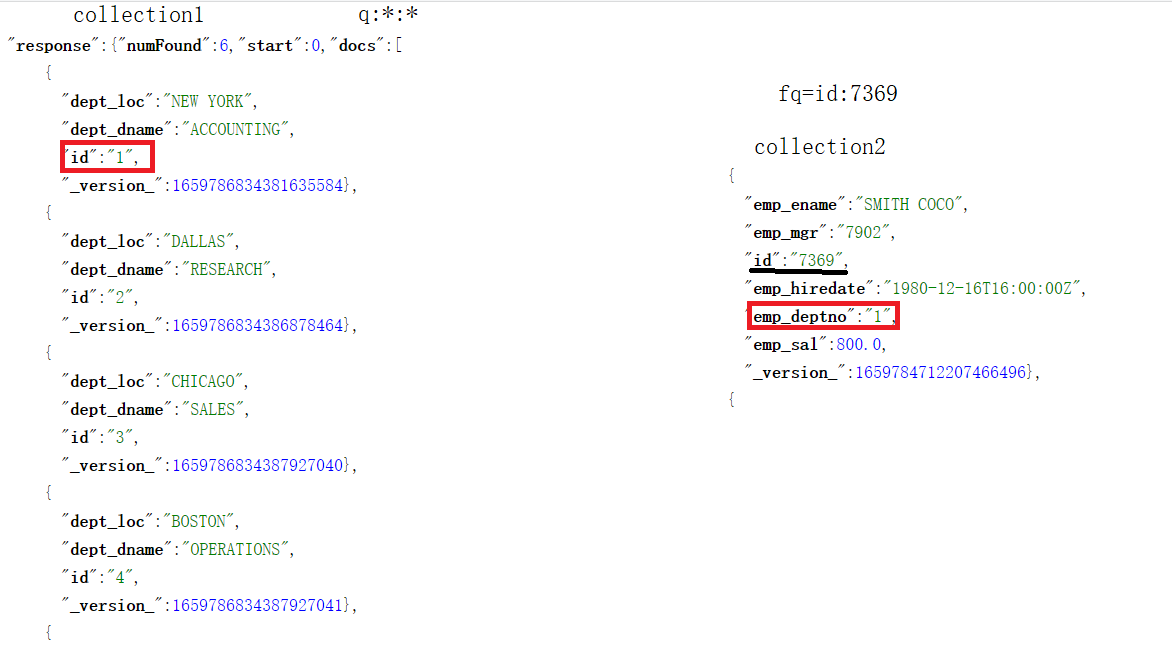 collection1 q:*:*
"response":{"numFound":6,"start":0,"docs":[
{
"dept_loc":"NEW YORK",
"dept_dname":"ACCOUNTING",
"id":"1",
"_version_":1659786834381635584},
{
"dept_loc":"DALLAS",
"dept_dname":"RESEARCH",
"id":"2",
"_version_":1659786834386878464},
{
"dept_loc":"CHICAGO",
"dept_dname":"SALES",
"id":"3",
"_version_":1659786834387927040},
{
"dept_loc":"BOSTON",
"dept_dname":"OPERATIONS",
"id":"4",
"_version_":1659786834387927041},
{
fq=id:7369
collection2
{
"emp_ename":"SMITH COCO",
"emp_mgr":"7902",
"id":"7369",
"emp_hiredate":"1980-12-16T16:00:00Z",
"emp_deptno":"1",
"emp_sal":800.0,
"_version_":1659784712207466496},
{